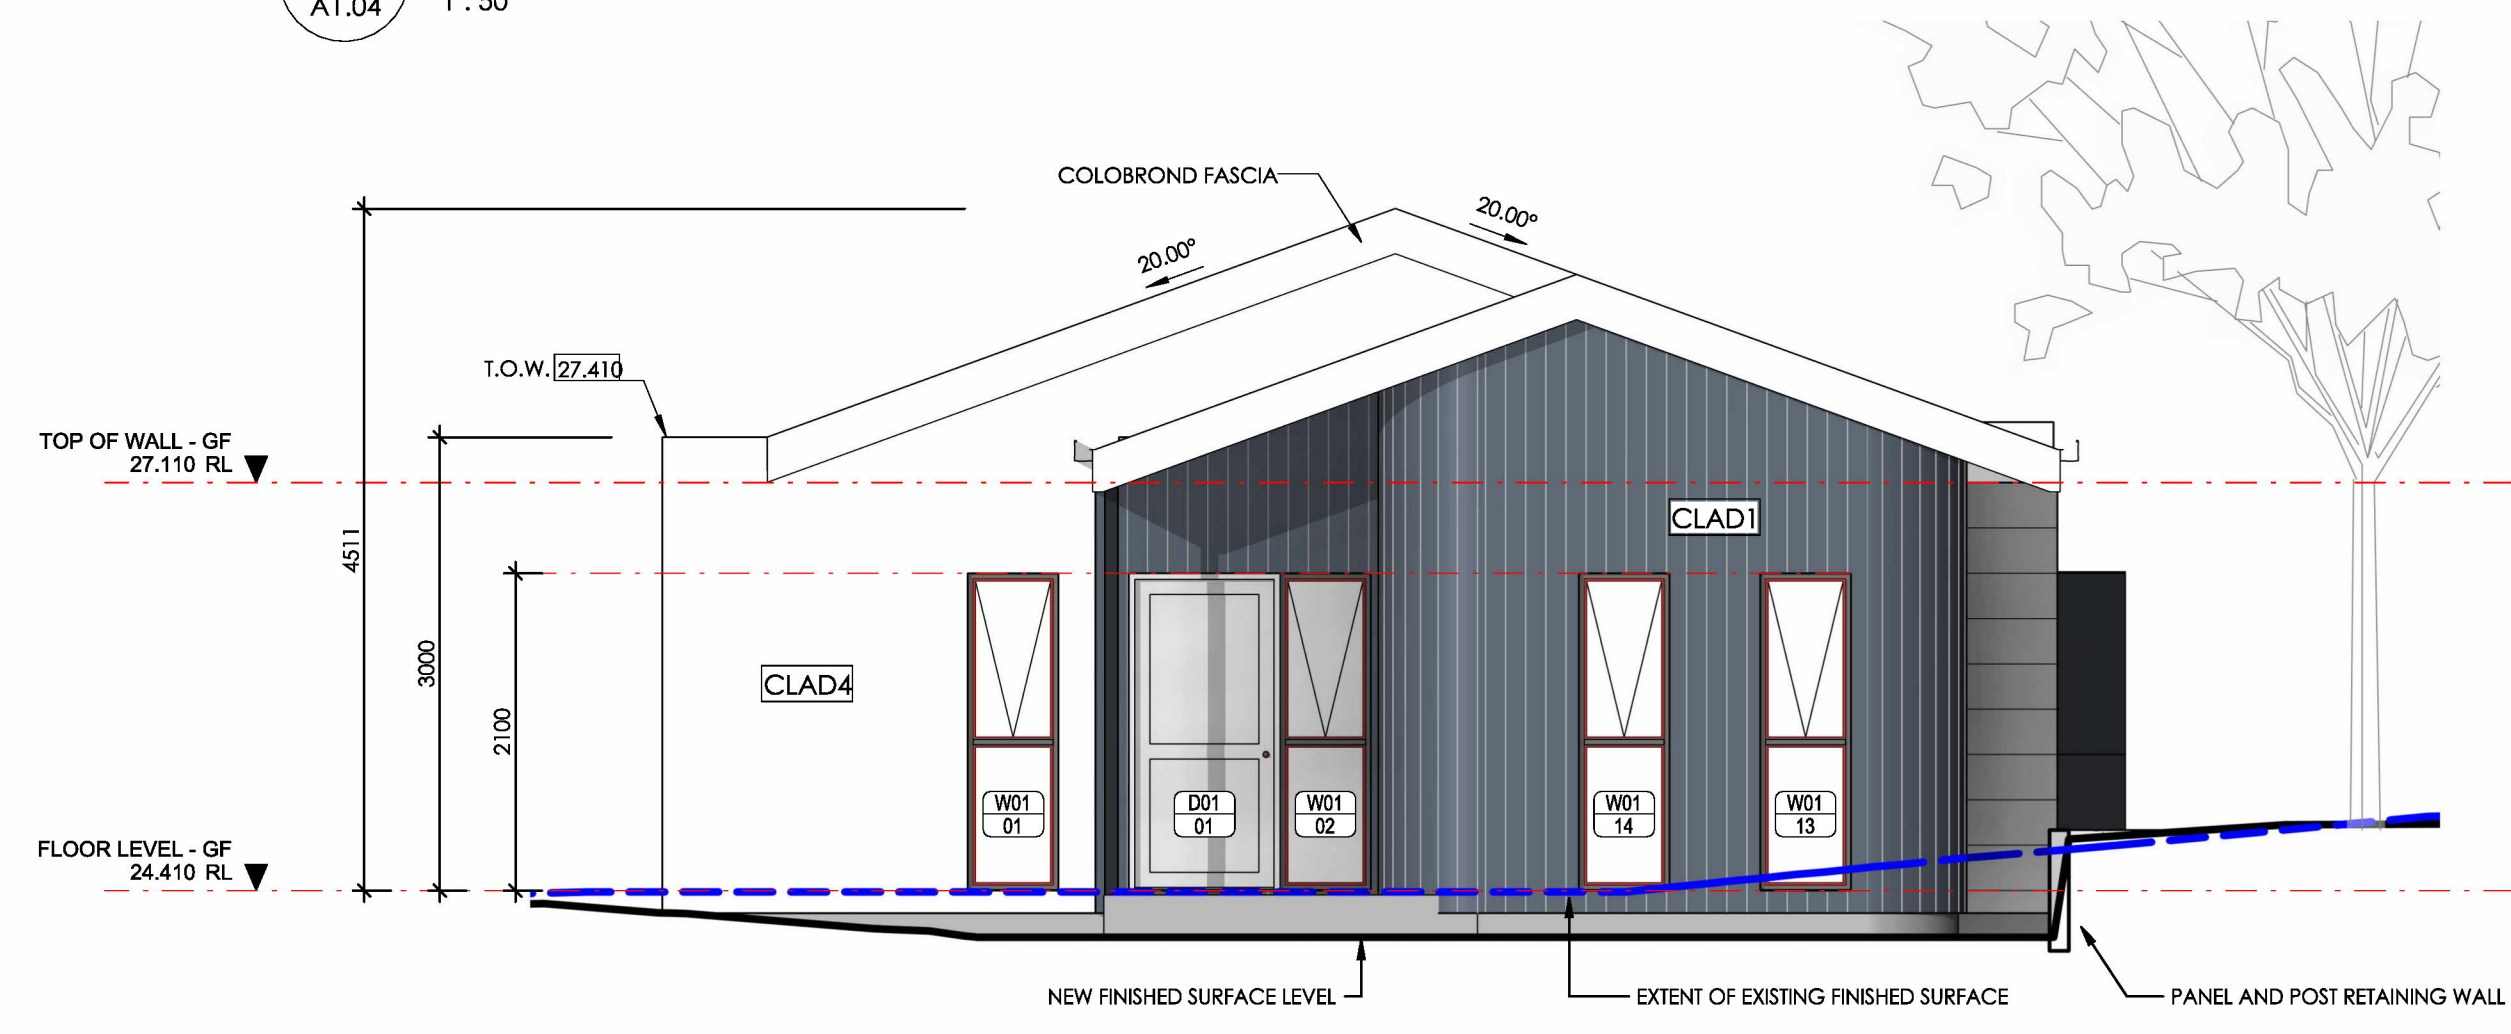 A1.04
1 : 50
COLOBROND FASCIA
20.00°
20.00°
T.O.W. 27.410
TOP OF WALL - GF
27.110 RL
4511
3000
2100
CLAD1
CLAD4
W01
01
D01
01
W01
02
W01
14
W01
13
FLOOR LEVEL - GF
24.410 RL
NEW FINISHED SURFACE LEVEL
EXTENT OF EXISTING FINISHED SURFACE
PANEL AND POST RETAINING WALL